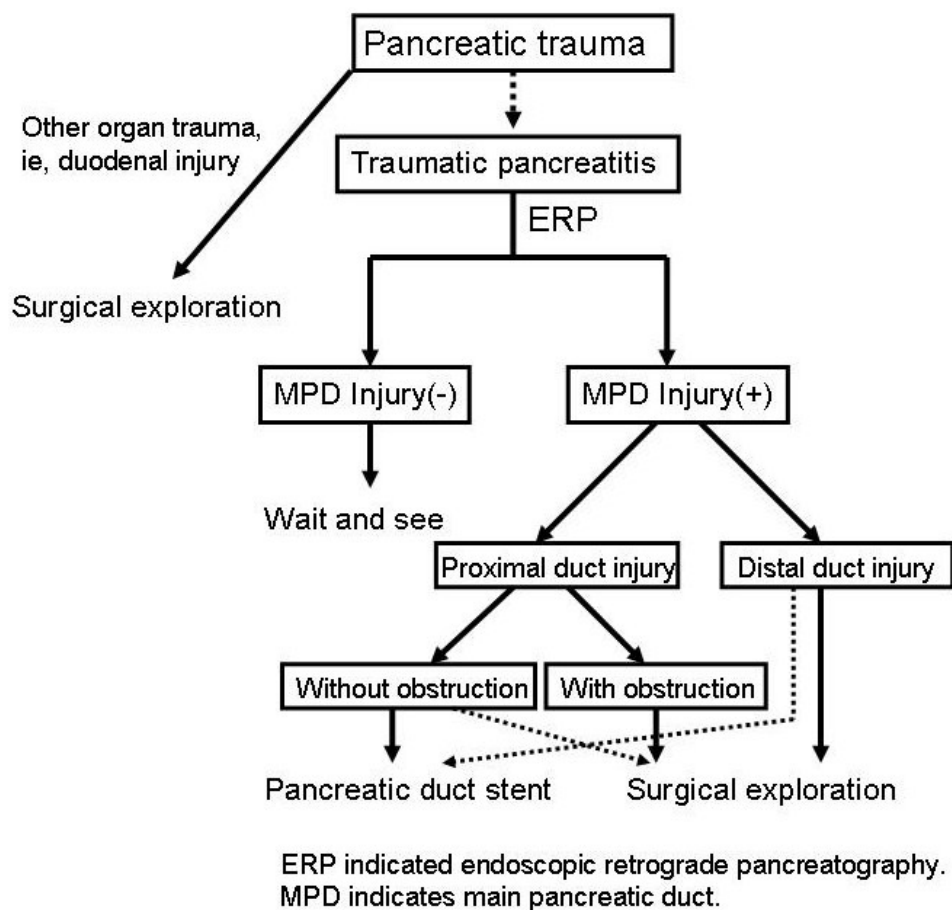 Pancreatic trauma
Other organ trauma,
ie, duodenal injury
Traumatic pancreatitis
ERP
Surgical exploration
MPD Injury(-)
MPD Injury(+)
Wait and see
Proximal duct injury
Distal duct injury
Without obstruction
With obstruction
Pancreatic duct stent
Surgical exploration
ERP indicated endoscopic retrograde pancreatography.
MPD indicates main pancreatic duct.